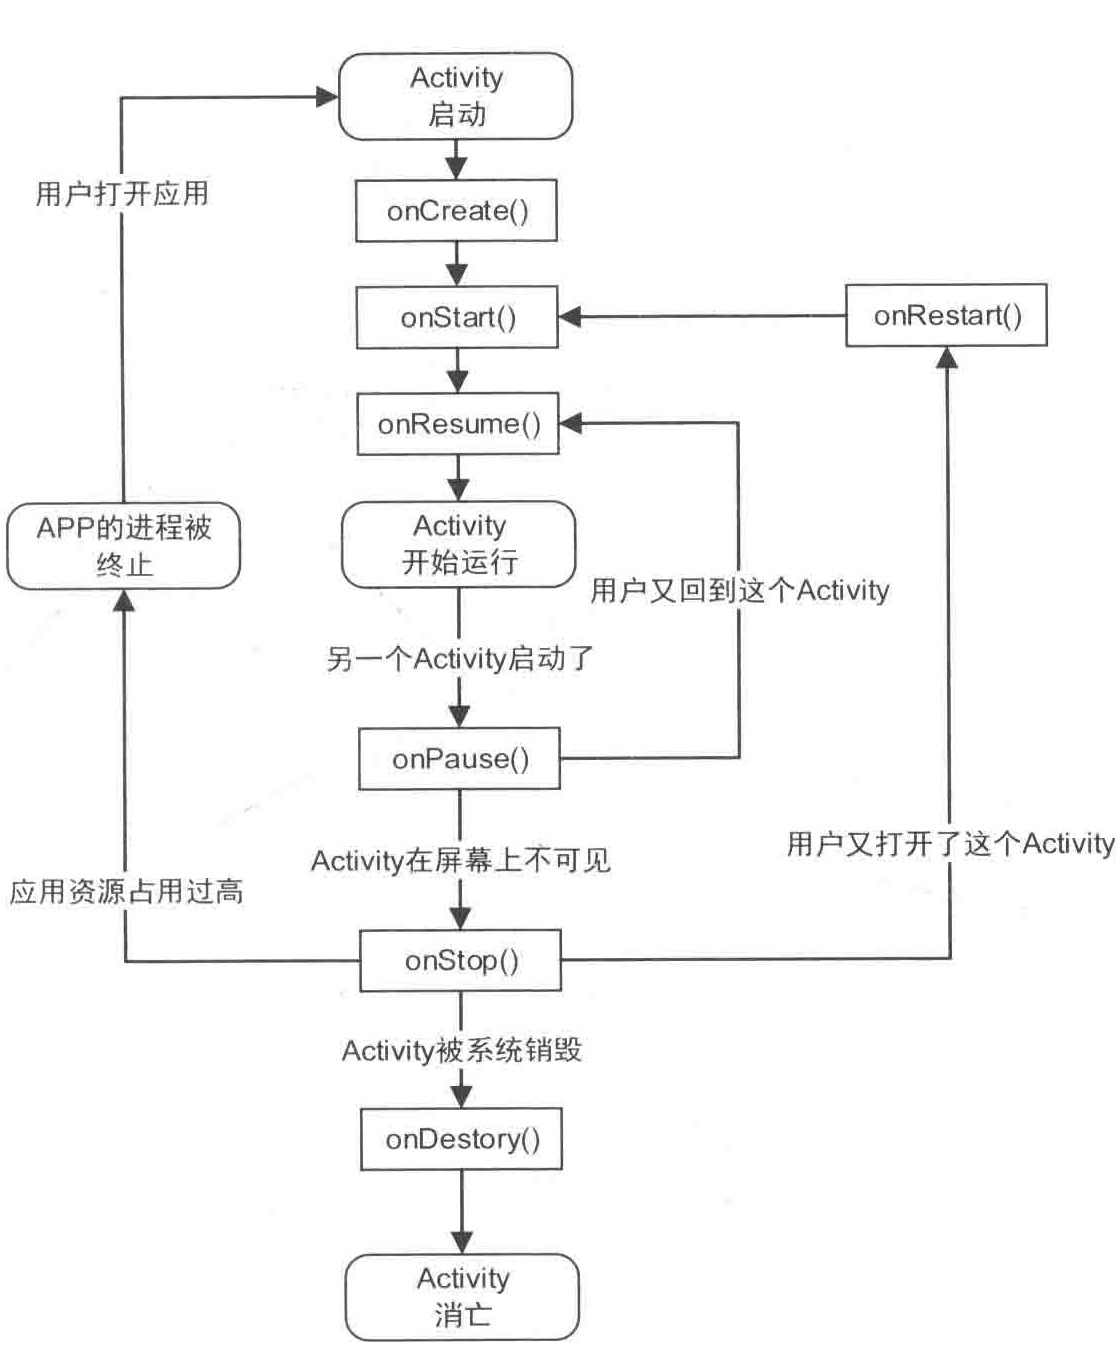 Activity
启动
用户打开应用
onCreate()
onStart()
onRestart()
onResume()
APP的进程被
终止
Activity
开始运行
用户又回到这个Activity
另一个Activity启动了
onPause()
用户又打开了这个Activity
Activity在屏幕上不可见
应用资源占用过高
onStop()
Activity被系统销毁
onDestory()
Activity
消亡